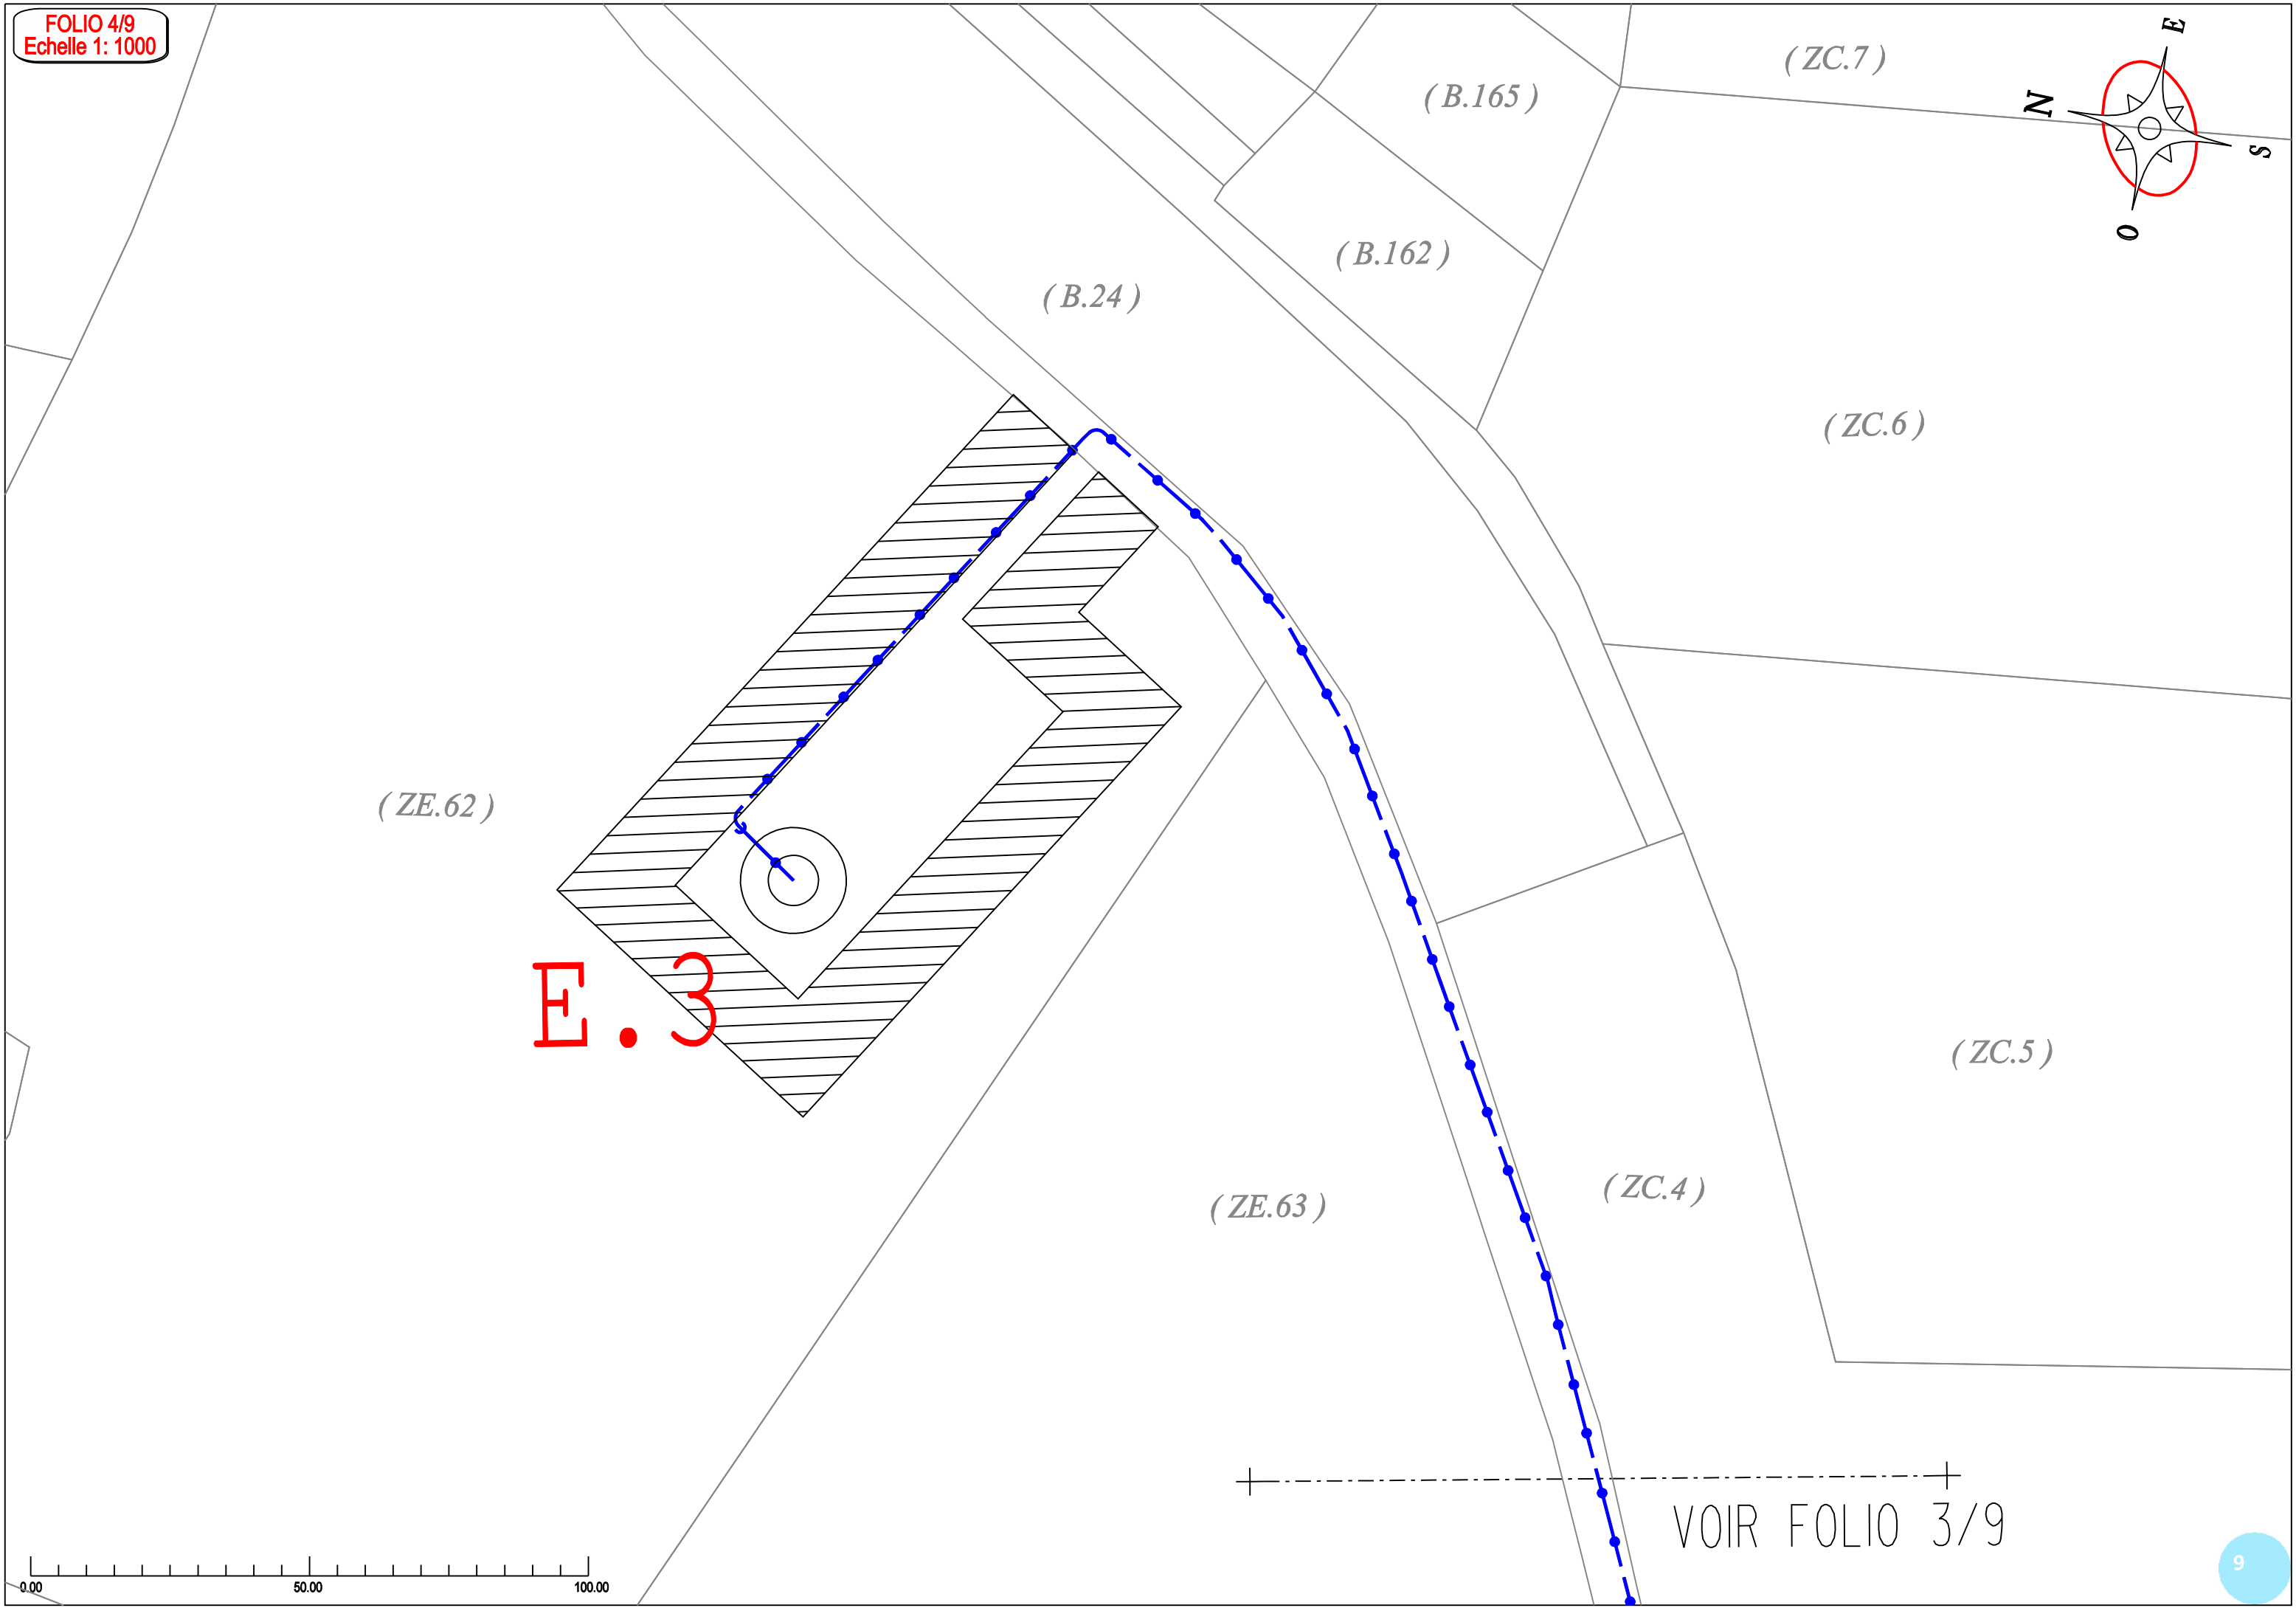 FOLIO 4/9
Echelle 1: 1000
E
N
S
O
( ZC.7 )
( B.165 )
( B.162 )
( B.24 )
( ZC.6 )
( ZE.62 )
E.3
( ZC.5 )
( ZC.4 )
( ZE.63 )
VOIR FOLIO 3/9
0.00 50.00 100.00
9